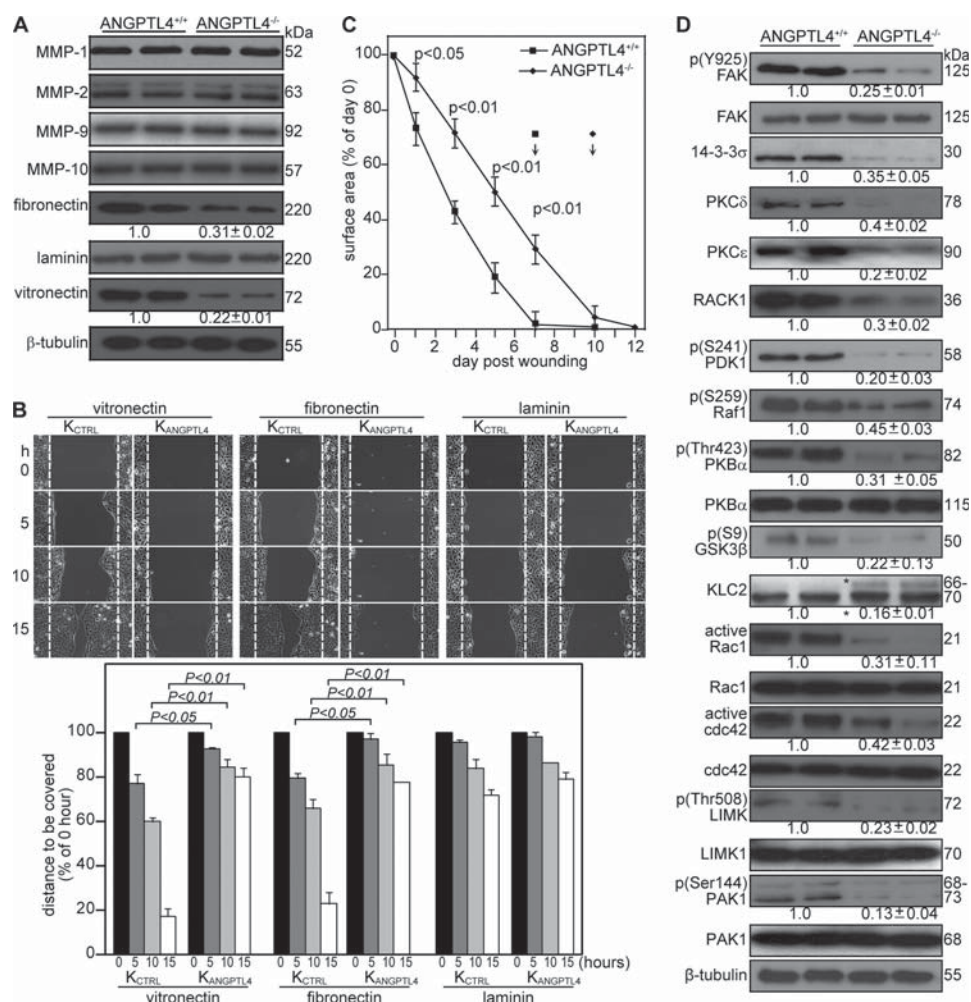 A
ANGPTL4+/+ ANGPTL4-/-
kDa
MMP-1 52
MMP-2 63
MMP-9 92
MMP-10 57
fibronectin 220
1.0 0.31±0.02
laminin 220
vitronectin 72
1.0 0.22±0.01
β-tubulin 55
B
vitronectin fibronectin laminin
KCTRL KANGPTL4 KCTRL KANGPTL4 KCTRL KANGPTL4
h
0
5
10
15
P<0.01 P<0.01
P<0.01 P<0.01
P<0.05 P<0.05
distance to be covered
(% of 0 hour)
100
80
60
40
20
0
0 5 10 15 0 5 10 15 0 5 10 15 0 5 10 15 0 5 10 15 0 5 10 15 (hours)
KCTRL KANGPTL4 KCTRL KANGPTL4 KCTRL KANGPTL4
vitronectin fibronectin laminin
C
ANGPTL4+/+
ANGPTL4-/-
p<0.05
p<0.01
p<0.01
p<0.01
surface area (% of day 0)
100
80
60
40
20
0
0 2 4 6 8 10 12
day post wounding
D
ANGPTL4+/+ ANGPTL4-/-
kDa
p(Y925)
FAK 125
1.0 0.25±0.01
FAK 125
14-3-3σ 30
1.0 0.35±0.05
PKCδ 78
1.0 0.4±0.02
PKCε 90
1.0 0.2±0.02
RACK1 36
1.0 0.3±0.02
p(S241)
PDK1 58
1.0 0.20±0.03
p(S259)
Raf1 74
1.0 0.45±0.03
p(Thr423)
PKBα 82
1.0 0.31 ±0.05
PKBα 115
p(S9)
GSK3β 50
1.0 0.22±0.13
KLC2 * 66-
70
1.0 * 0.16±0.01
active
Rac1 21
1.0 0.31±0.11
Rac1 21
active
cdc42 22
1.0 0.42±0.03
cdc42 22
p(Thr508)
LIMK 72
1.0 0.23±0.02
LIMK1 70
p(Ser144) 68-
PAK1 73
1.0 0.13±0.04
PAK1 68
β-tubulin 55